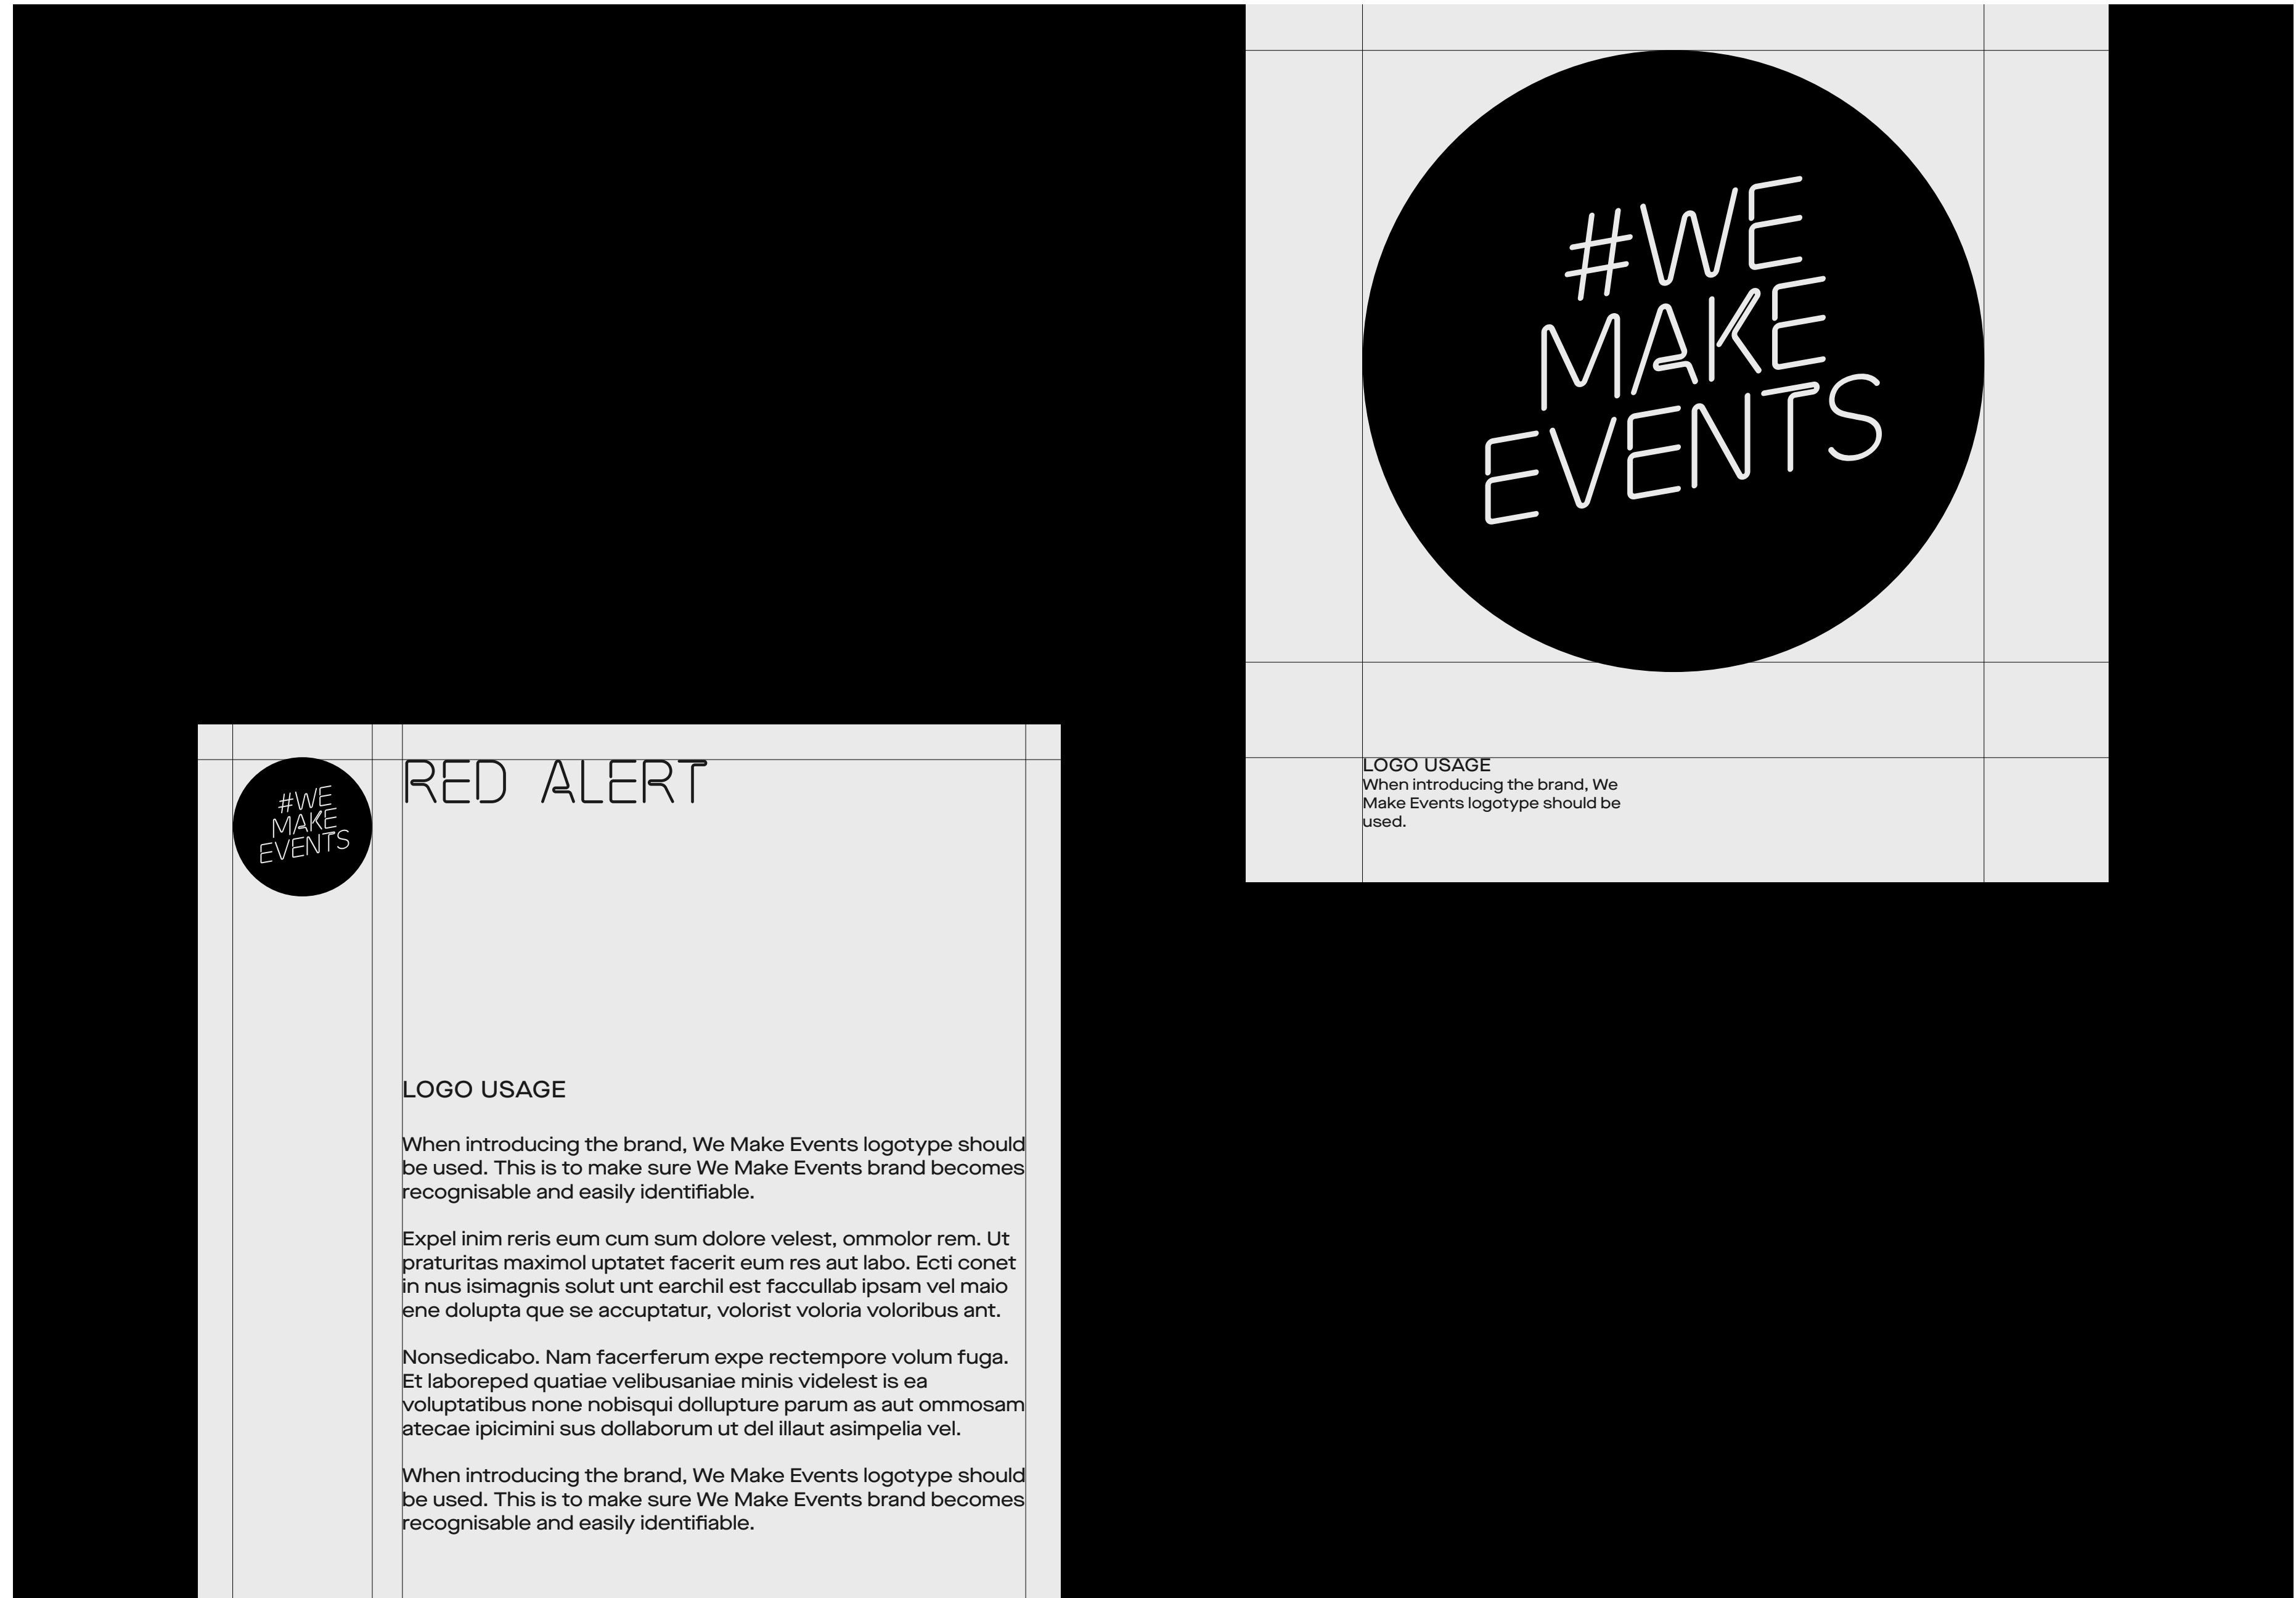 #WE
MAKE
EVENTS
LOGO USAGE
When introducing the brand, We
Make Events logotype should be
used.
#WE
MAKE
EVENTS
RED ALERT
LOGO USAGE
When introducing the brand, We Make Events logotype should
be used. This is to make sure We Make Events brand becomes
recognisable and easily identifiable.
Expel inim reris eum cum sum dolore velest, ommolor rem. Ut
praturitas maximol uptatet facerit eum res aut labo. Ecti conet
in nus isimagnis solut unt earchil est faccullab ipsam vel maio
ene dolupta que se accuptatur, volorist voloria voloribus ant.
Nonsedicabo. Nam facerferum expe rectempore volum fuga.
Et laboreped quatiae velibusaniae minis videlest is ea
voluptatibus none nobisqui dollupture parum as aut ommosam
atecae ipicimini sus dollaborum ut del illaut asimpelia vel.
When introducing the brand, We Make Events logotype should
be used. This is to make sure We Make Events brand becomes
recognisable and easily identifiable.